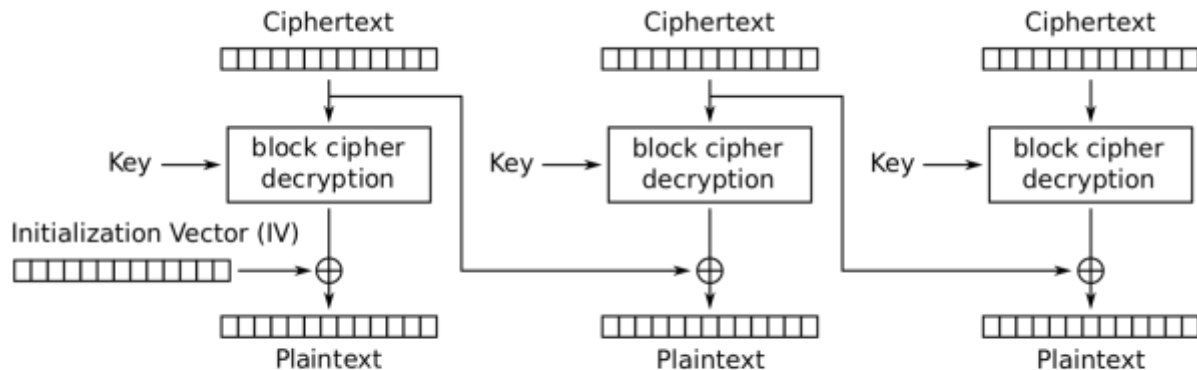 Ciphertext
Ciphertext
Ciphertext
Key
block cipher
decryption
Key
block cipher
decryption
Key
block cipher
decryption
Initialization Vector (IV)
Plaintext
Plaintext
Plaintext